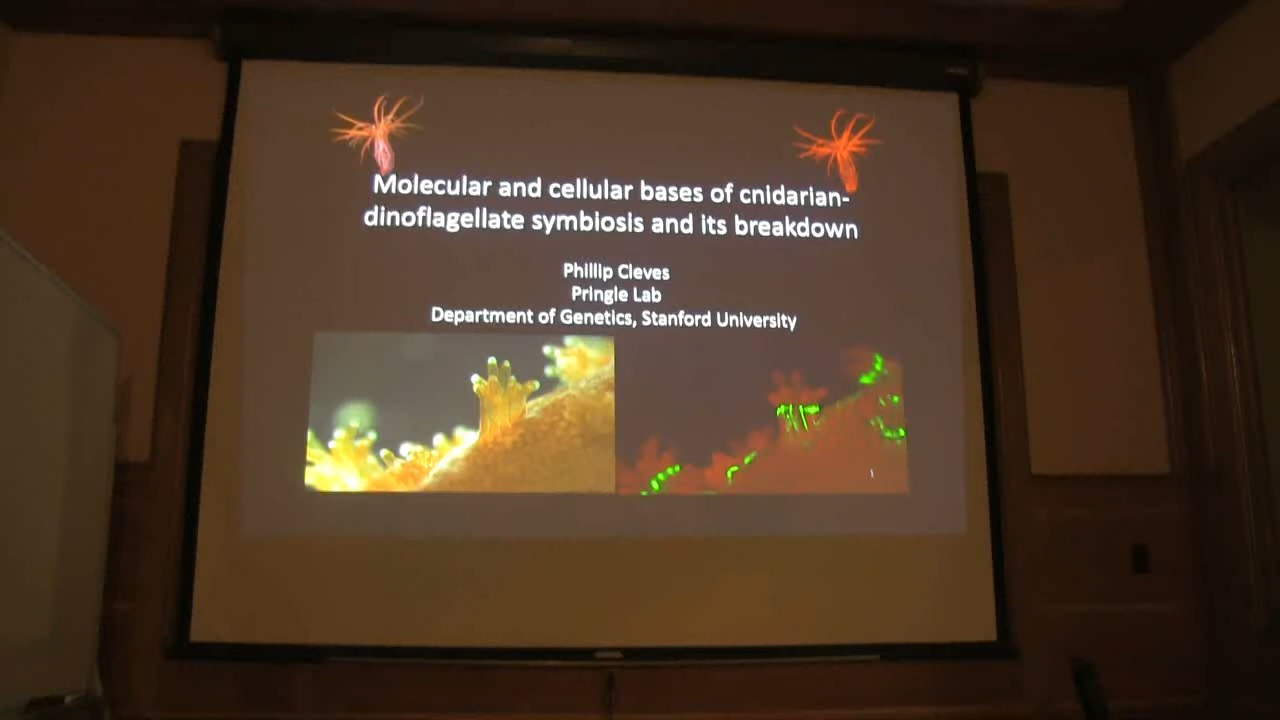 Molecular and cellular bases of cnidarian-
dinoflagellate symbiosis and its breakdown
Phillip Cleves
Pringle Lab
Department of Genetics, Stanford University
1